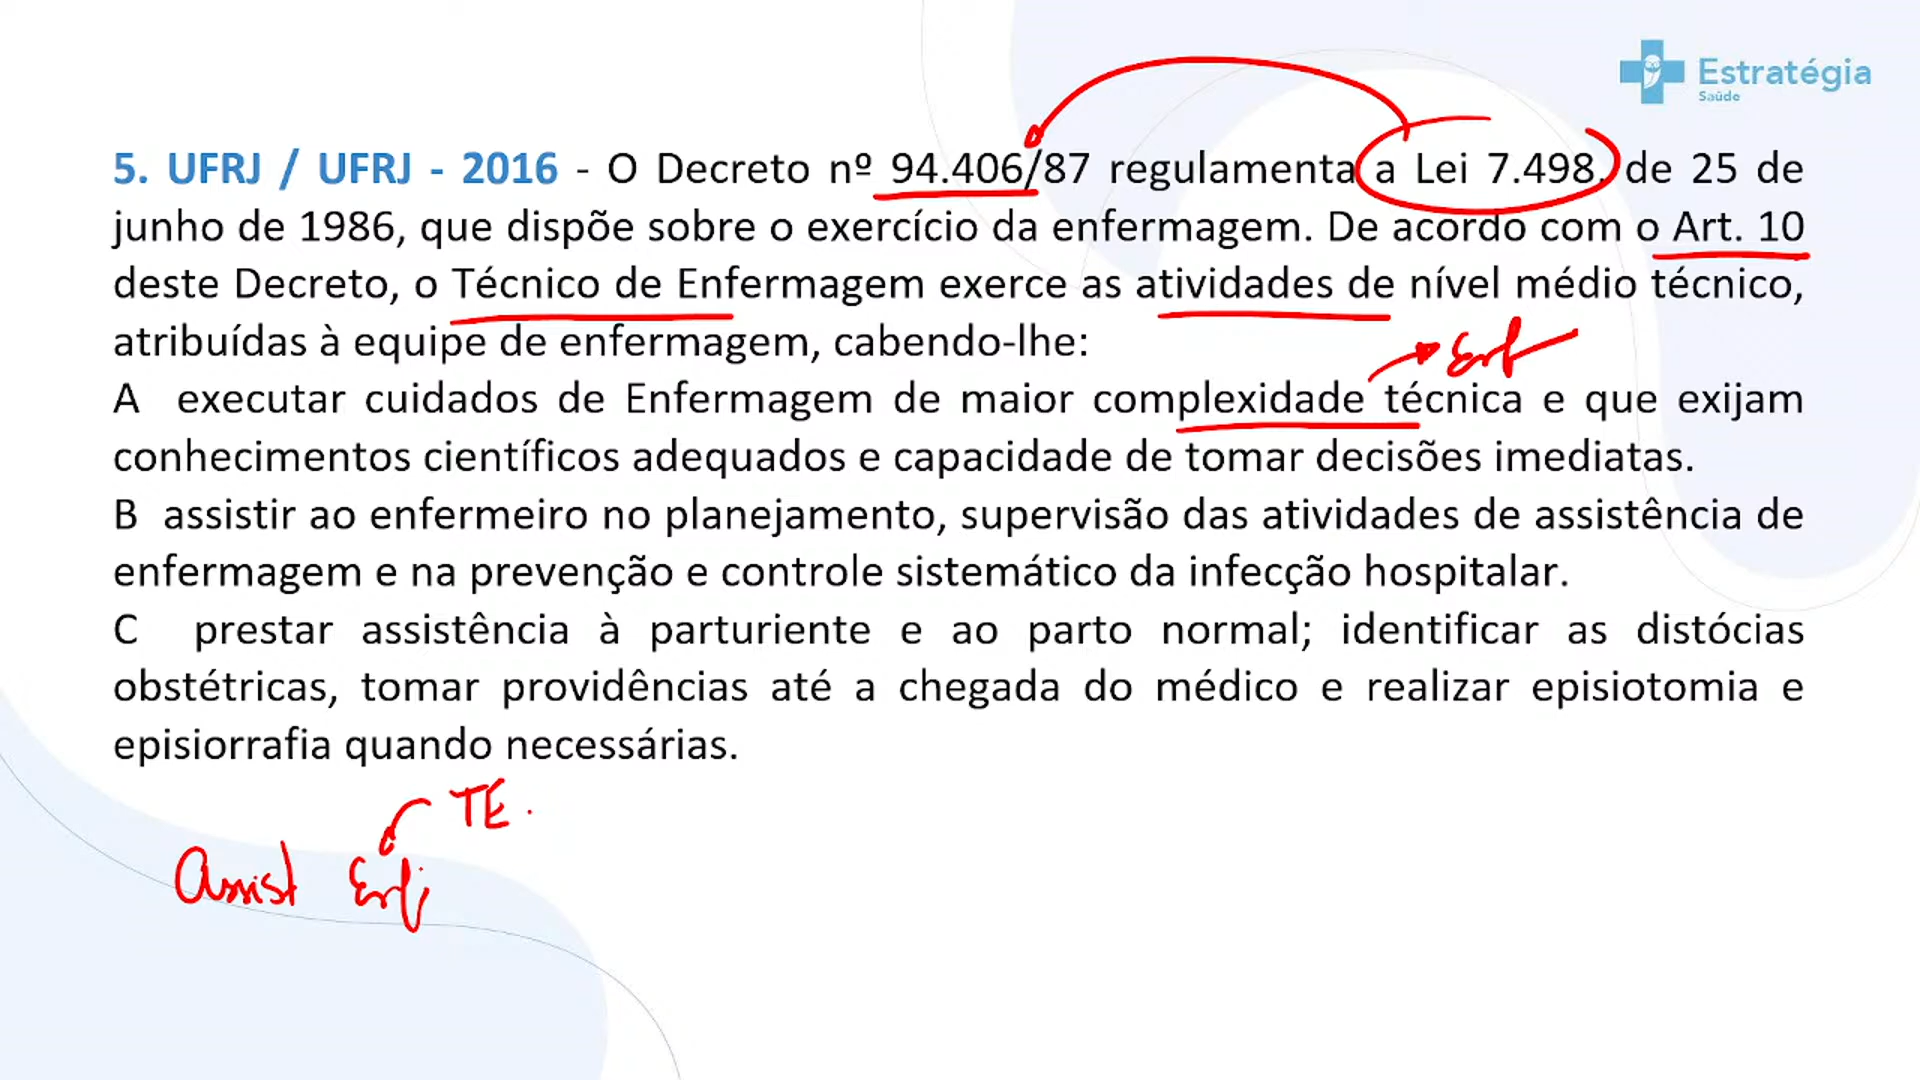 Estratégia
Saúde
5. UFRJ / UFRJ - 2016 - O Decreto nº 94.406/87 regulamenta a Lei 7.498, de 25 de
junho de 1986, que dispõe sobre o exercício da enfermagem. De acordo com o Art. 10
deste Decreto, o Técnico de Enfermagem exerce as atividades de nível médio técnico,
atribuídas à equipe de enfermagem, cabendo-lhe:
Enf
A executar cuidados de Enfermagem de maior complexidade técnica e que exijam
conhecimentos científicos adequados e capacidade de tomar decisões imediatas.
B assistir ao enfermeiro no planejamento, supervisão das atividades de assistência de
enfermagem e na prevenção e controle sistemático da infecção hospitalar.
C prestar assistência à parturiente e ao parto normal; identificar as distócias
obstétricas, tomar providências até a chegada do médico e realizar episiotomia e
episiorrafia quando necessárias.
TE.
Assist Enf